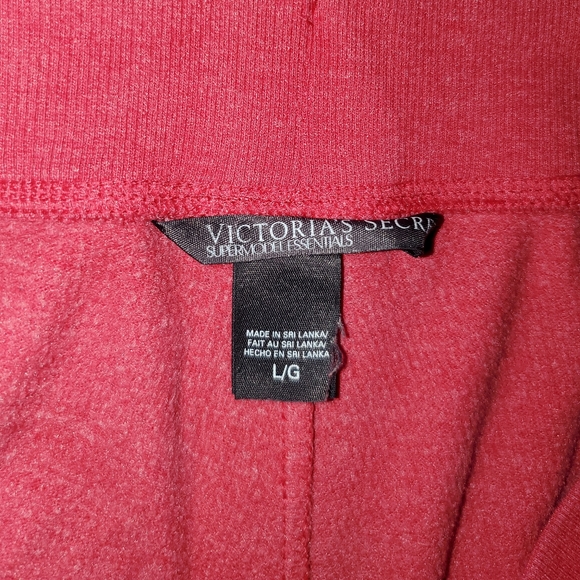 VICTORIA'S SECR
SUPERMODEL ESSENTIALS
MADE IN SRI LANKA/
FAIT AU SRI LANKA/
HECHO EN SRI LANKA
L/G